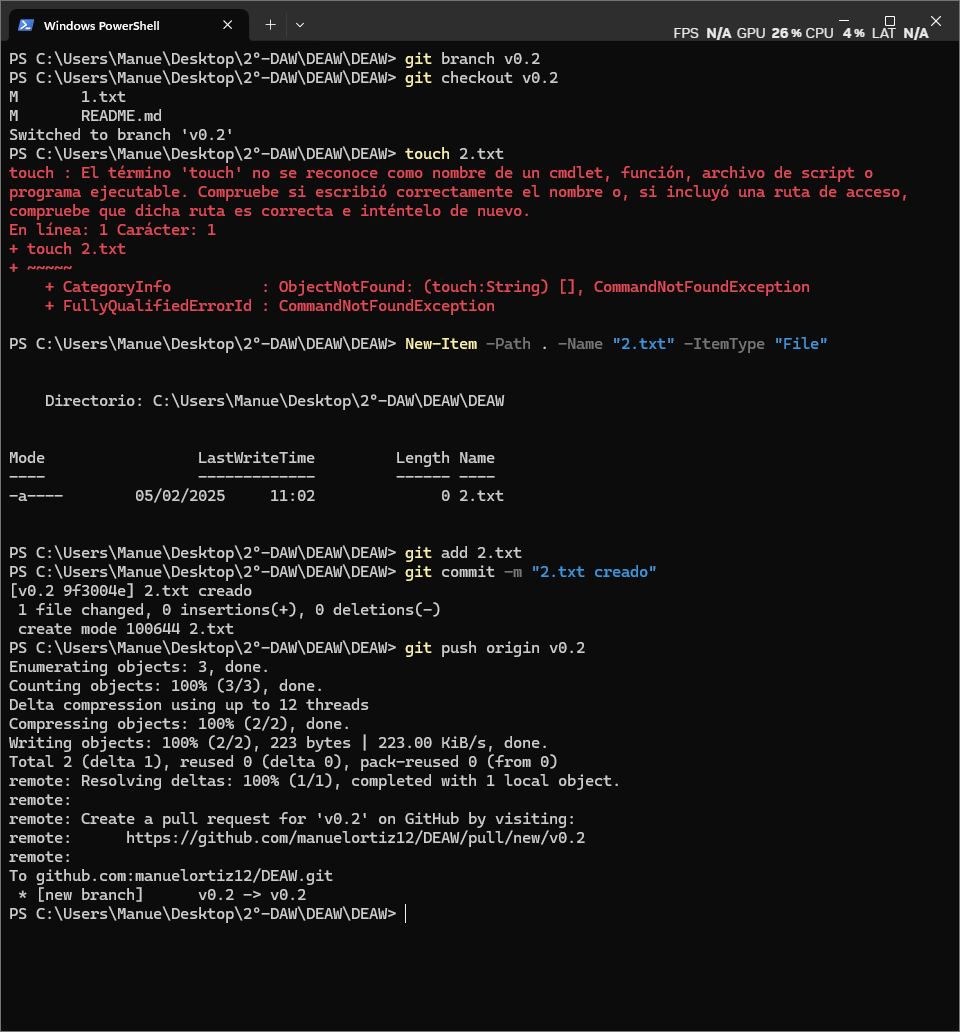 Windows PowerShell
FPS N/A GPU 26 % CPU 4 % LAT N/A
PS C:\Users\Manue\Desktop\2º-DAW\DEAW\DEAW> git branch v0.2
PS C:\Users\Manue\Desktop\2º-DAW\DEAW\DEAW> git checkout v0.2
M       1.txt
M       README.md
Switched to branch 'v0.2'
PS C:\Users\Manue\Desktop\2º-DAW\DEAW\DEAW> touch 2.txt
touch : El término 'touch' no se reconoce como nombre de un cmdlet, función, archivo de script o
programa ejecutable. Compruebe si escribió correctamente el nombre o, si incluyó una ruta de acceso,
compruebe que dicha ruta es correcta e inténtelo de nuevo.
En línea: 1 Carácter: 1
+ touch 2.txt
+ ~~~~~
    + CategoryInfo          : ObjectNotFound: (touch:String) [], CommandNotFoundException
    + FullyQualifiedErrorId : CommandNotFoundException
PS C:\Users\Manue\Desktop\2º-DAW\DEAW\DEAW> New-Item -Path . -Name "2.txt" -ItemType "File"
    Directorio: C:\Users\Manue\Desktop\2º-DAW\DEAW\DEAW
Mode                 LastWriteTime         Length Name
----                 -------------         ------ ----
-a----        05/02/2025     11:02              0 2.txt
PS C:\Users\Manue\Desktop\2º-DAW\DEAW\DEAW> git add 2.txt
PS C:\Users\Manue\Desktop\2º-DAW\DEAW\DEAW> git commit -m "2.txt creado"
[v0.2 9f3004e] 2.txt creado
 1 file changed, 0 insertions(+), 0 deletions(-)
 create mode 100644 2.txt
PS C:\Users\Manue\Desktop\2º-DAW\DEAW\DEAW> git push origin v0.2
Enumerating objects: 3, done.
Counting objects: 100% (3/3), done.
Delta compression using up to 12 threads
Compressing objects: 100% (2/2), done.
Writing objects: 100% (2/2), 223 bytes | 223.00 KiB/s, done.
Total 2 (delta 1), reused 0 (delta 0), pack-reused 0 (from 0)
remote: Resolving deltas: 100% (1/1), completed with 1 local object.
remote:
remote: Create a pull request for 'v0.2' on GitHub by visiting:
remote:      https://github.com/manuelortiz12/DEAW/pull/new/v0.2
remote:
To github.com:manuelortiz12/DEAW.git
 * [new branch]      v0.2 -> v0.2
PS C:\Users\Manue\Desktop\2º-DAW\DEAW\DEAW>